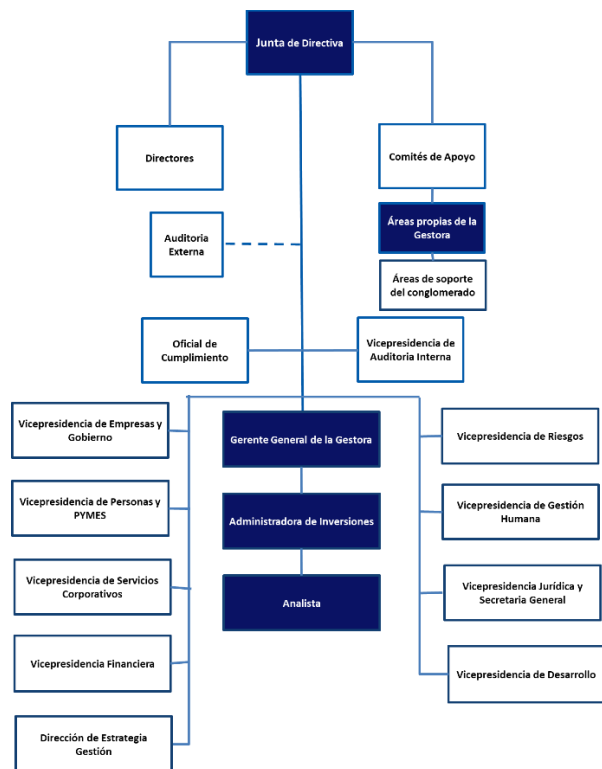 Junta de Directiva
Directores
Comités de Apoyo
Áreas propias de la
Gestora
Auditoria
Externa
Áreas de soporte
del conglomerado
Oficial de
Cumplimiento
Vicepresidencia de
Auditoria Interna
Vicepresidencia de Empresas y
Gobierno
Gerente General de la Gestora
Vicepresidencia de Riesgos
Vicepresidencia de Personas y
PYMES
Administradora de Inversiones
Vicepresidencia de Gestión
Humana
Vicepresidencia de Servicios
Corporativos
Analista
Vicepresidencia Jurídica y
Secretaria General
Vicepresidencia Financiera
Vicepresidencia de Desarrollo
Dirección de Estrategia
Gestión